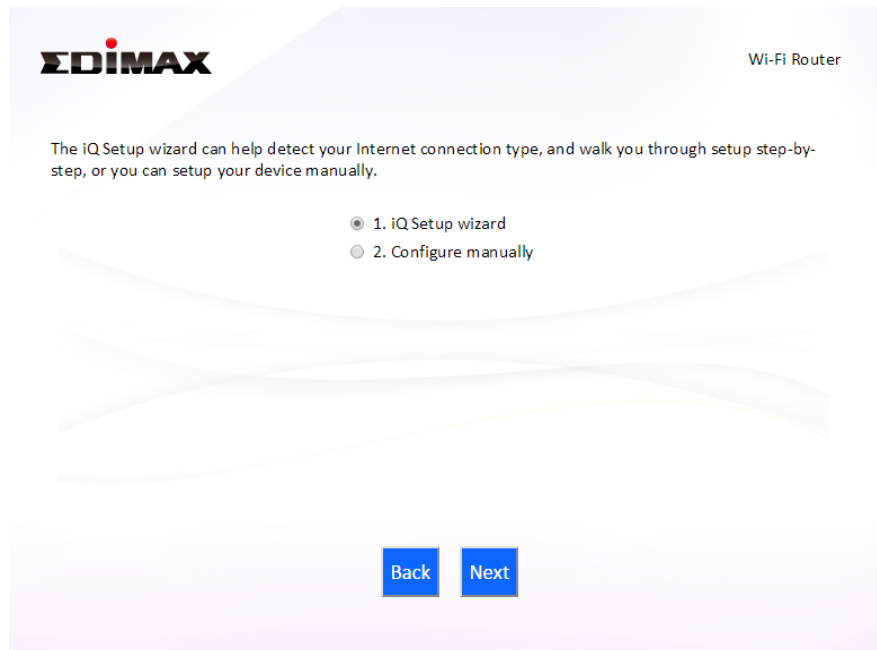 EDIMAX
Wi-Fi Router
The iQ Setup wizard can help detect your Internet connection type, and walk you through setup step-by-
step, or you can setup your device manually.
1. iQ Setup wizard
2. Configure manually
Back Next